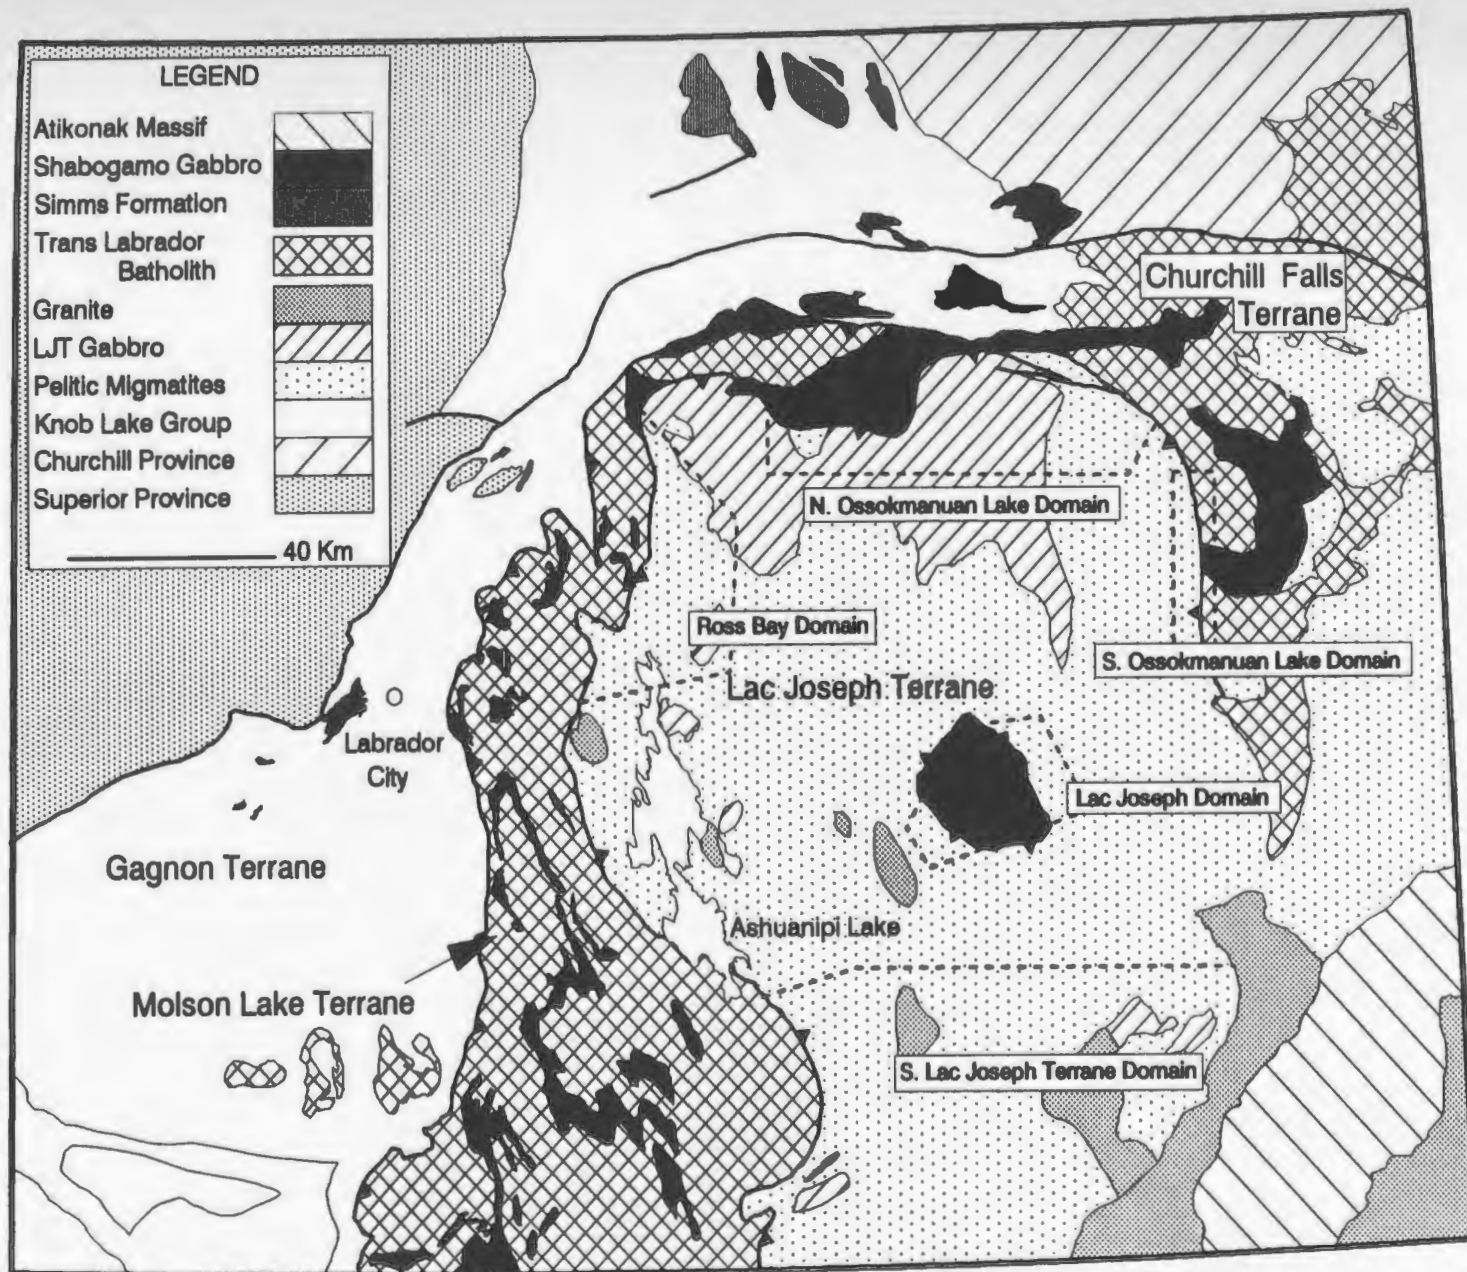 LEGEND
Atikonak Massif
Shabogamo Gabbro
Simms Formation
Trans Labrador
Batholith
Granite
LJT Gabbro
Pelitic Migmatites
Knob Lake Group
Churchill Province
Superior Province
40 Km
Churchill Falls
Terrane
N. Ossokmanuan Lake Domain
Ross Bay Domain
S. Ossokmanuan Lake Domain
Lac Joseph Terrane
Labrador
City
Lac Joseph Domain
Gagnon Terrane
Ashuanipi Lake
Molson Lake Terrane
S. Lac Joseph Terrane Domain